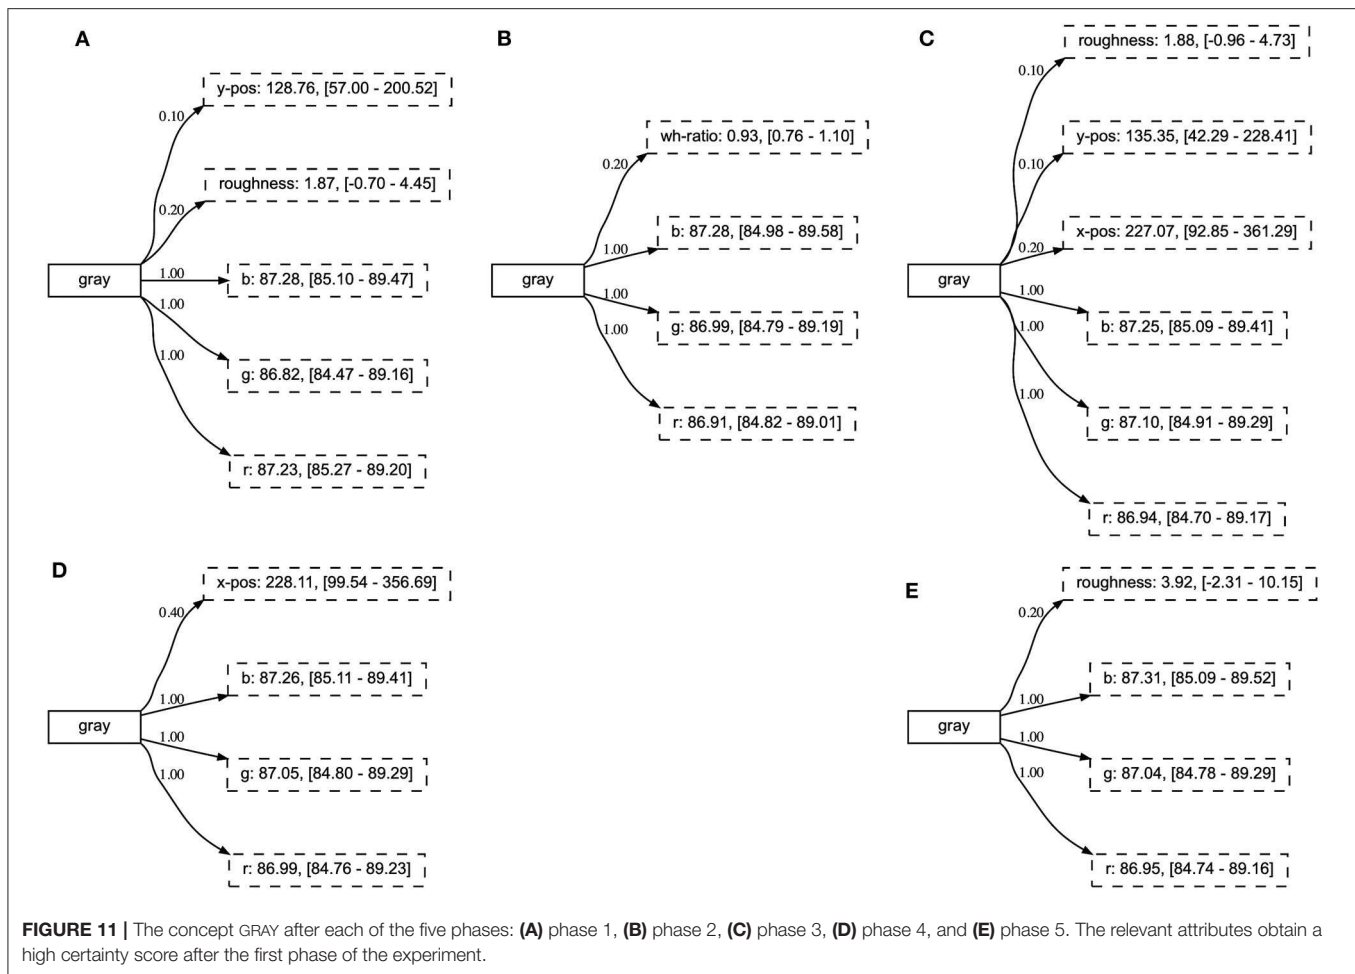 A
y-pos: 128.76, [57.00 - 200.52]
0.10
roughness: 1.87, [-0.70 - 4.45]
0.20
gray
1.00
b: 87.28, [85.10 - 89.47]
1.00
g: 86.82, [84.47 - 89.16]
1.00
r: 87.23, [85.27 - 89.20]
B
wh-ratio: 0.93, [0.76 - 1.10]
0.20
b: 87.28, [84.98 - 89.58]
1.00
gray
1.00
g: 86.99, [84.79 - 89.19]
1.00
r: 86.91, [84.82 - 89.01]
C
roughness: 1.88, [-0.96 - 4.73]
0.10
y-pos: 135.35, [42.29 - 228.41]
0.10
x-pos: 227.07, [92.85 - 361.29]
0.20
gray
1.00
b: 87.25, [85.09 - 89.41]
1.00
g: 87.10, [84.91 - 89.29]
1.00
r: 86.94, [84.70 - 89.17]
D
x-pos: 228.11, [99.54 - 356.69]
0.40
b: 87.26, [85.11 - 89.41]
1.00
gray
1.00
g: 87.05, [84.80 - 89.29]
1.00
r: 86.99, [84.76 - 89.23]
E
roughness: 3.92, [-2.31 - 10.15]
0.20
b: 87.31, [85.09 - 89.52]
1.00
gray
1.00
g: 87.04, [84.78 - 89.29]
1.00
r: 86.95, [84.74 - 89.16]
FIGURE 11 | The concept GRAY after each of the five phases: (A) phase 1, (B) phase 2, (C) phase 3, (D) phase 4, and (E) phase 5. The relevant attributes obtain a
high certainty score after the first phase of the experiment.